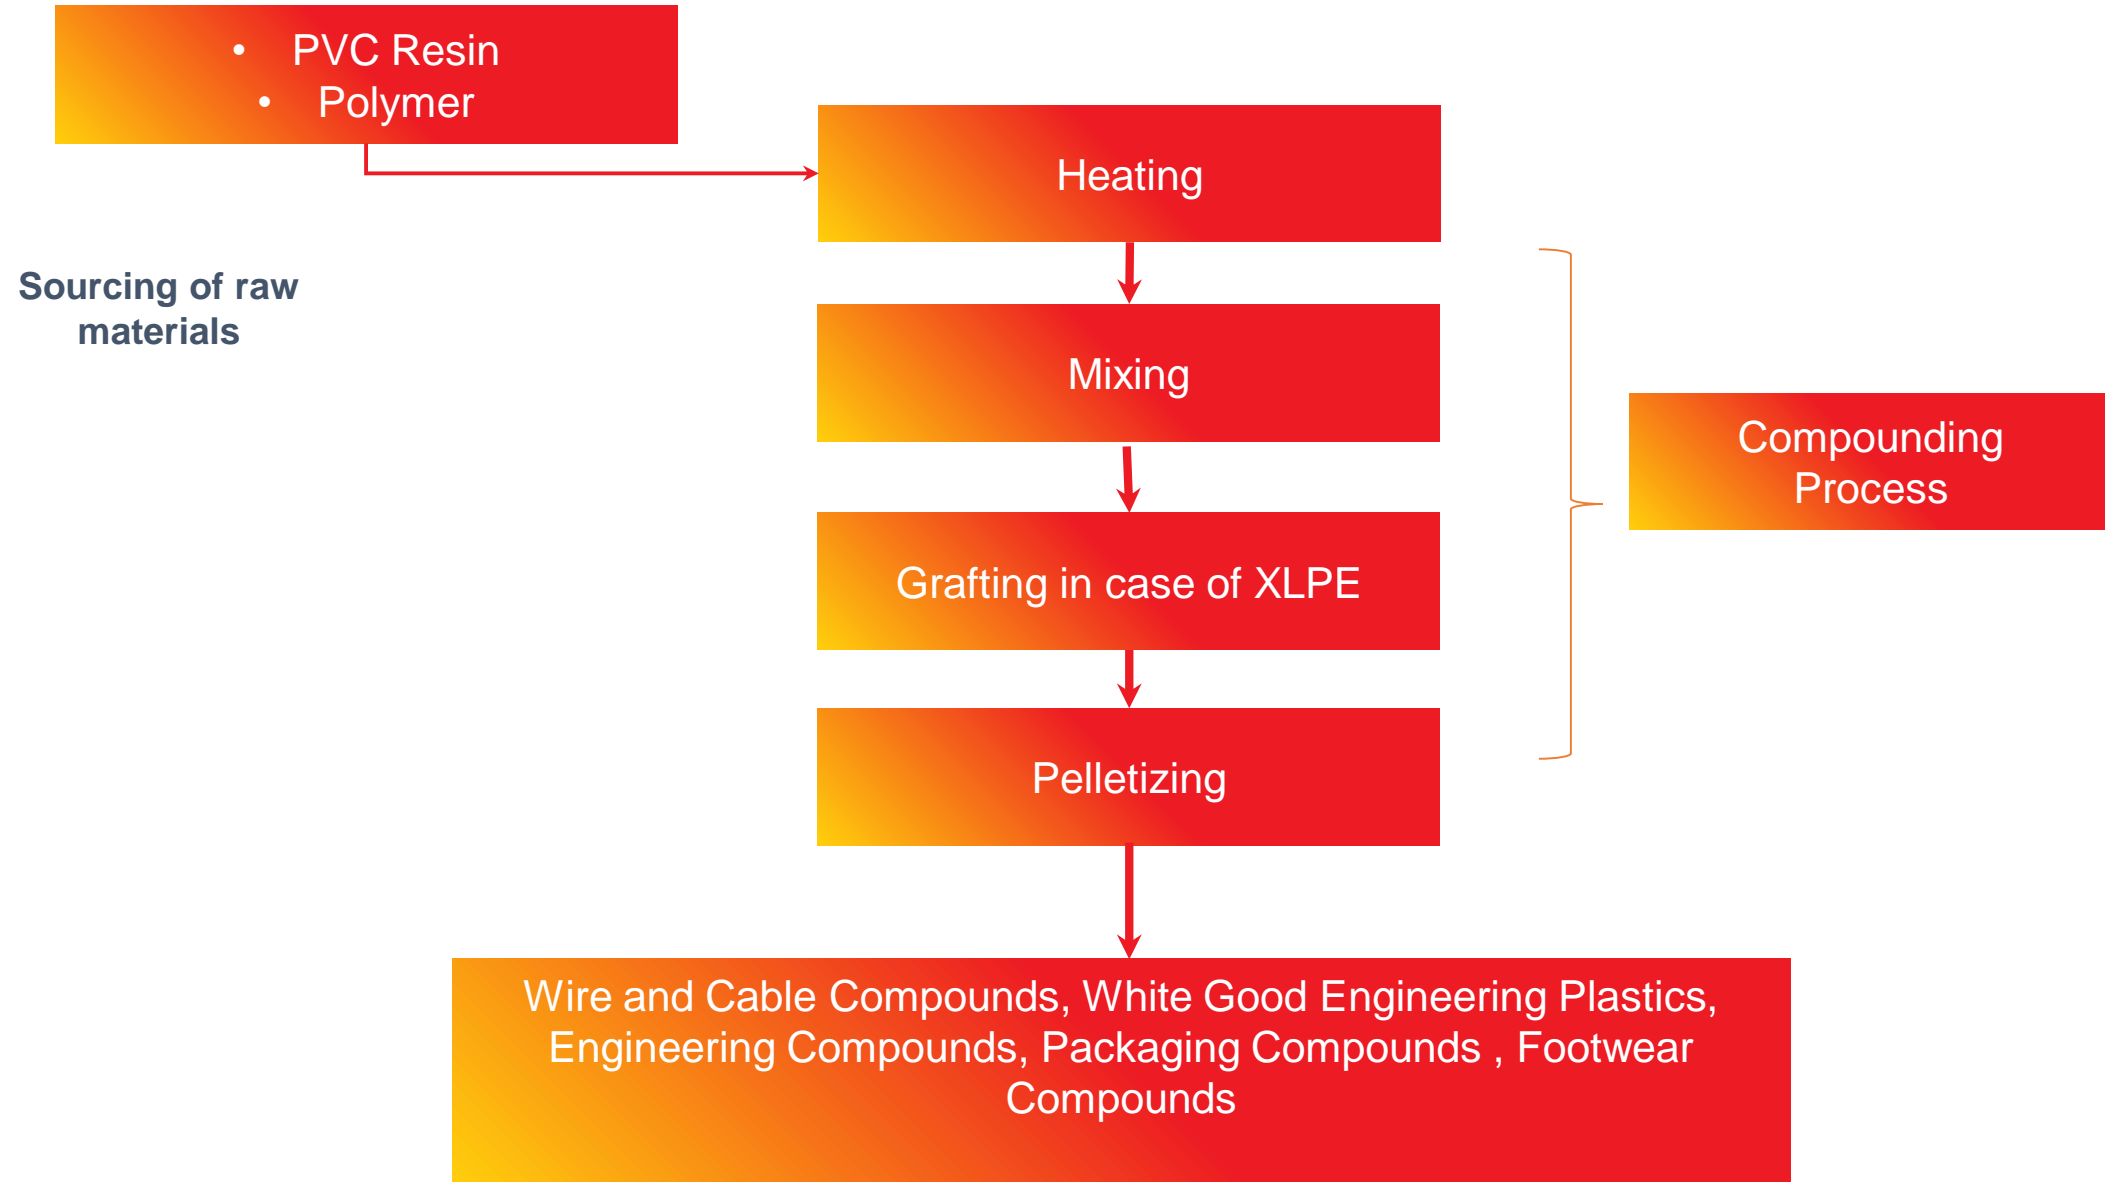 • PVC Resin
• Polymer
Heating
Sourcing of raw
materials
Mixing
Compounding
Process
Grafting in case of XLPE
Pelletizing
Wire and Cable Compounds, White Good Engineering Plastics,
Engineering Compounds, Packaging Compounds , Footwear
Compounds